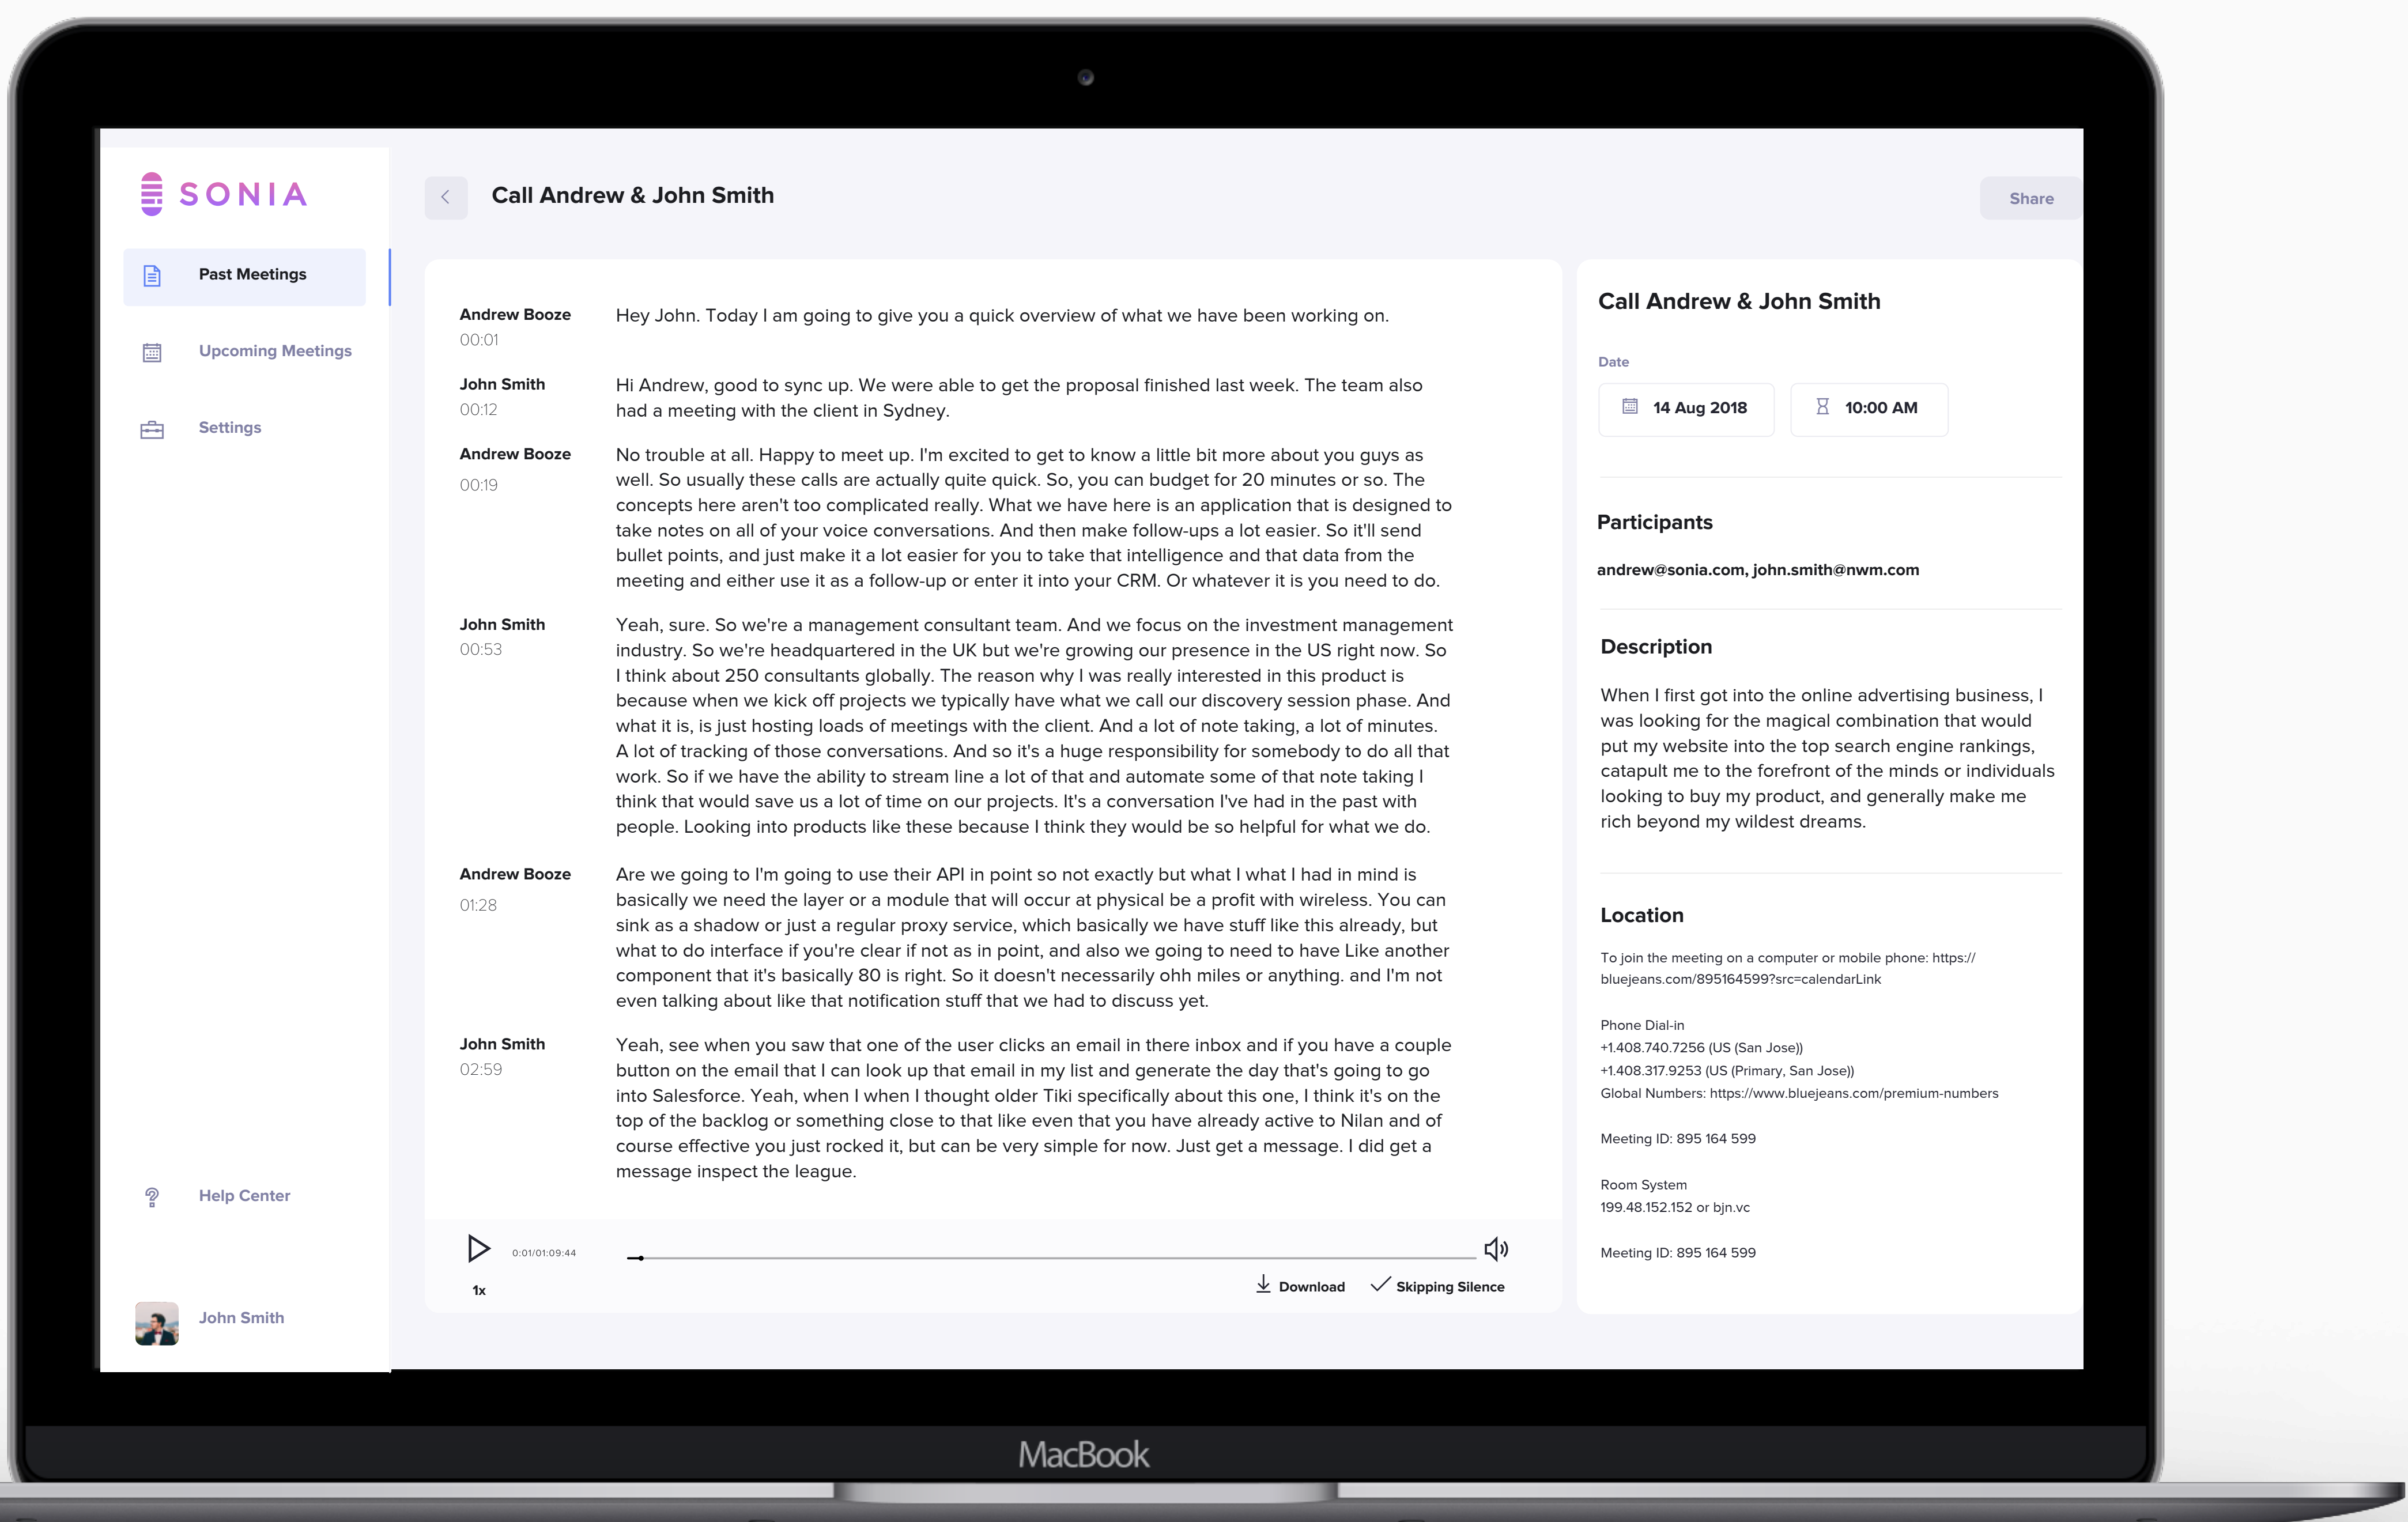 SONIA
Past Meetings
Upcoming Meetings
Settings
Help Center
John Smith
Call Andrew & John Smith
Share
Andrew Booze
00:01
Hey John. Today I am going to give you a quick overview of what we have been working on.
John Smith
00:12
Hi Andrew, good to sync up. We were able to get the proposal finished last week. The team also
had a meeting with the client in Sydney.
Andrew Booze
00:19
No trouble at all. Happy to meet up. I'm excited to get to know a little bit more about you guys as
well. So usually these calls are actually quite quick. So, you can budget for 20 minutes or so. The
concepts here aren't too complicated really. What we have here is an application that is designed to
take notes on all of your voice conversations. And then make follow-ups a lot easier. So it'll send
bullet points, and just make it a lot easier for you to take that intelligence and that data from the
meeting and either use it as a follow-up or enter it into your CRM. Or whatever it is you need to do.
John Smith
00:53
Yeah, sure. So we're a management consultant team. And we focus on the investment management
industry. So we're headquartered in the UK but we're growing our presence in the US right now. So
I think about 250 consultants globally. The reason why I was really interested in this product is
because when we kick off projects we typically have what we call our discovery session phase. And
what it is, is just hosting loads of meetings with the client. And a lot of note taking, a lot of minutes.
A lot of tracking of those conversations. And so it's a huge responsibility for somebody to do all that
work. So if we have the ability to stream line a lot of that and automate some of that note taking I
think that would save us a lot of time on our projects. It's a conversation I've had in the past with
people. Looking into products like these because I think they would be so helpful for what we do.
Andrew Booze
01:28
Are we going to I'm going to use their API in point so not exactly but what I what I had in mind is
basically we need the layer or a module that will occur at physical be a profit with wireless. You can
sink as a shadow or just a regular proxy service, which basically we have stuff like this already, but
what to do interface if you're clear if not as in point, and also we going to need to have Like another
component that it's basically 80 is right. So it doesn't necessarily ohh miles or anything. and I'm not
even talking about like that notification stuff that we had to discuss yet.
John Smith
02:59
Yeah, see when you saw that one of the user clicks an email in there inbox and if you have a couple
button on the email that I can look up that email in my list and generate the day that's going to go
into Salesforce. Yeah, when I when I thought older Tiki specifically about this one, I think it's on the
top of the backlog or something close to that like even that you have already active to Nilan and of
course effective you just rocked it, but can be very simple for now. Just get a message. I did get a
message inspect the league.
0:01/01:09:44
1x
Download
Skipping Silence
Call Andrew & John Smith
Date
14 Aug 2018
10:00 AM
Participants
andrew@sonia.com, john.smith@nwm.com
Description
When I first got into the online advertising business, I
was looking for the magical combination that would
put my website into the top search engine rankings,
catapult me to the forefront of the minds or individuals
looking to buy my product, and generally make me
rich beyond my wildest dreams.
Location
To join the meeting on a computer or mobile phone: https://
bluejeans.com/895164599?src=calendarLink
Phone Dial-in
+1.408.740.7256 (US (San Jose))
+1.408.317.9253 (US (Primary, San Jose))
Global Numbers: https://www.bluejeans.com/premium-numbers
Meeting ID: 895 164 599
Room System
199.48.152.152 or bjn.vc
Meeting ID: 895 164 599
MacBook